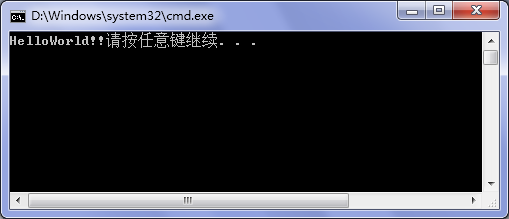 D:\Windows\system32\cmd.exe
HelloWorld!!请按任意键继续. . .